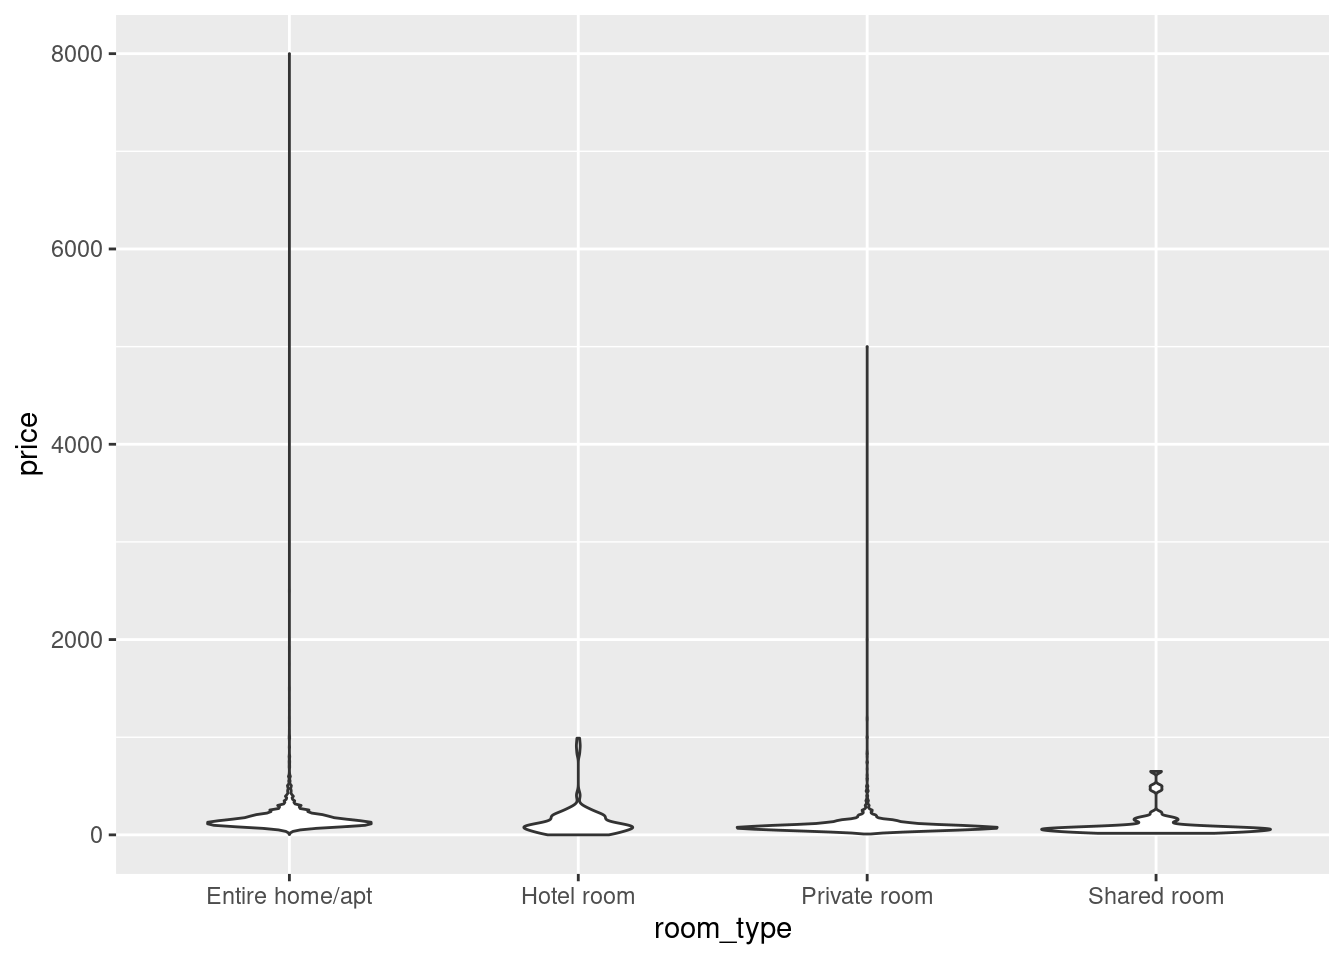 8000
6000
4000
2000
0
price
Entire home/apt
Hotel room
Private room
Shared room
room_type